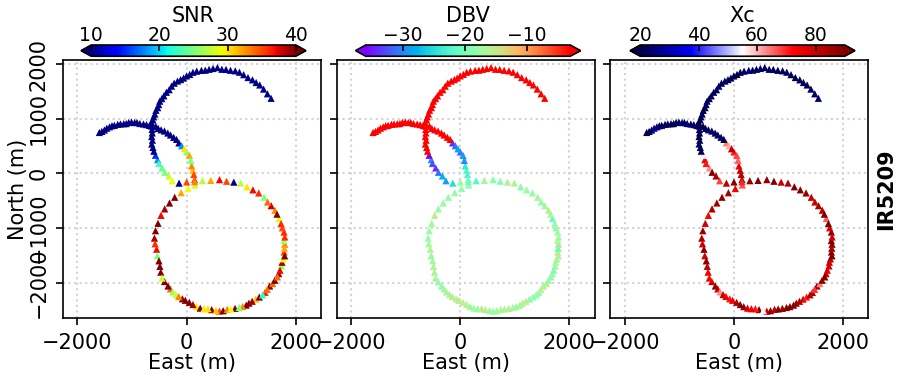 SNR DBV Xc
10 20 30 40 −30 −20 −10 20 40 60 80
2000
1000
0
−1000
−2000
North (m)
IR5209
−2000 0 2000 −2000 0 2000 −2000 0 2000
East (m) East (m) East (m)